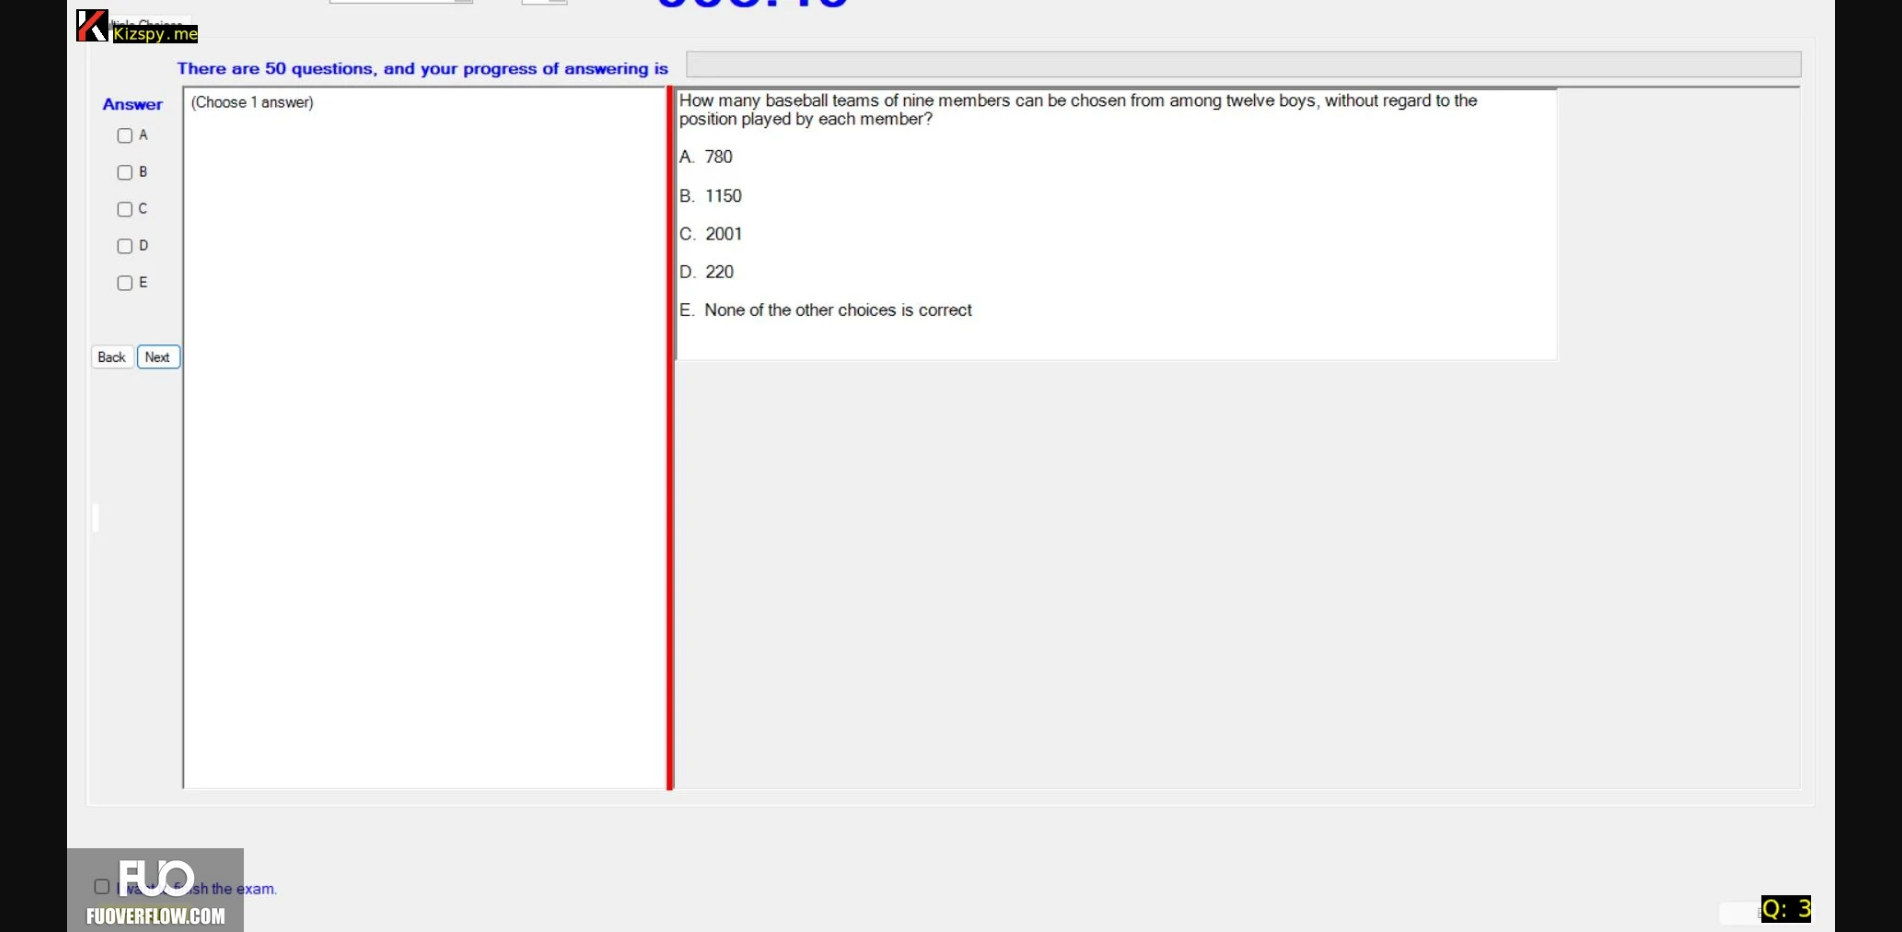 Kizspy.me
There are 50 questions, and your progress of answering is
Answer
(Choose 1 answer)
A
B
C
D
E
Back Next
How many baseball teams of nine members can be chosen from among twelve boys, without regard to the
position played by each member?
A. 780
B. 1150
C. 2001
D. 220
E. None of the other choices is correct
the exam.
FUO
FUOVERFLOW.COM
Q: 3